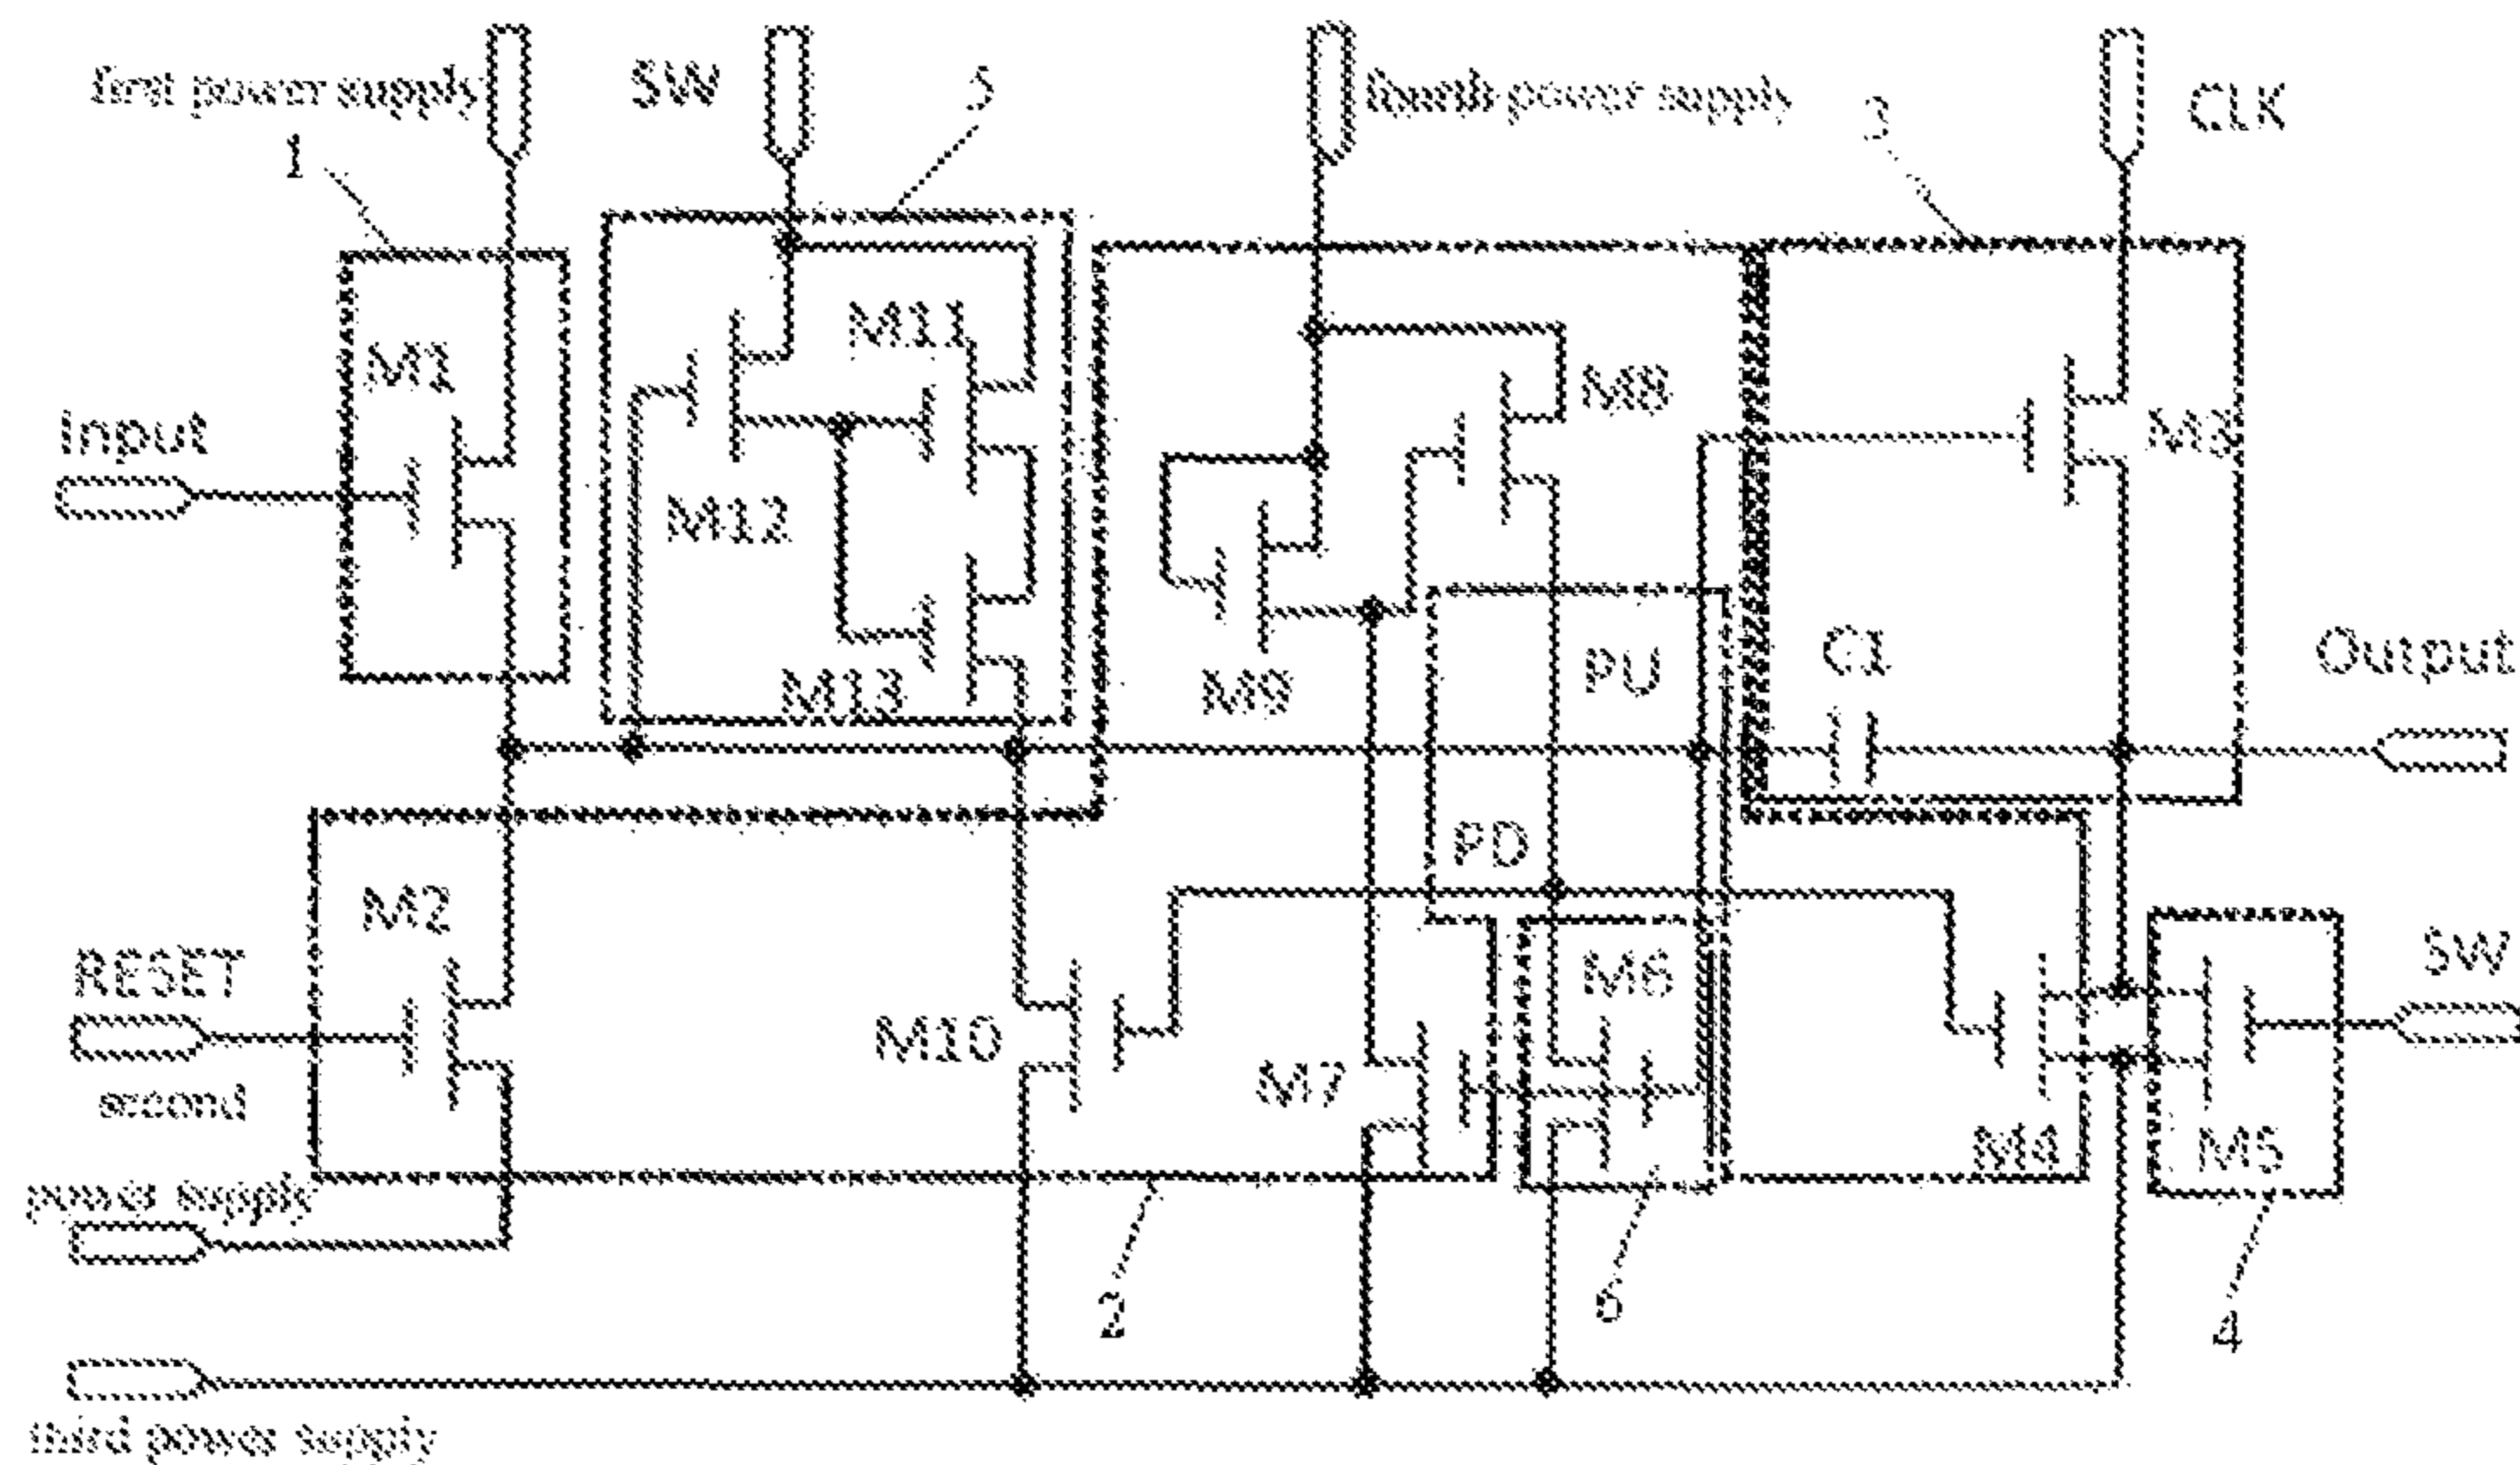 first power supply
SW
5
fourth power supply
3
CLK
1
M1
M11
M8
M3
Input
M12
M9
M13
PU
C1
Output
PD
M2
M6
RESET
SW
M10
M7
second
M4
M5
power supply
2
6
4
third power supply